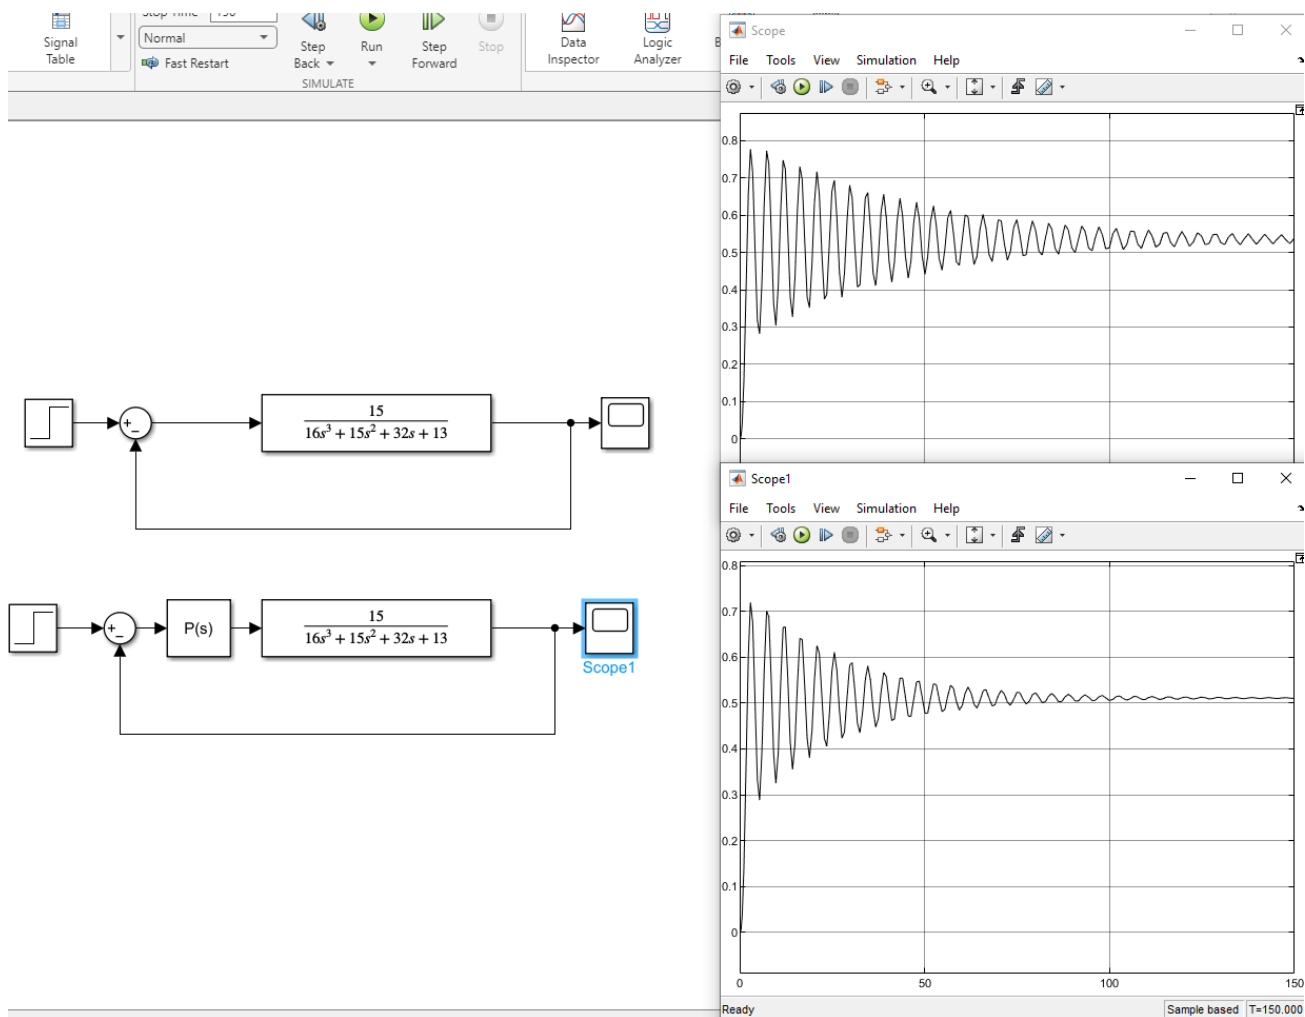 Stop Time 150
Normal
Fast Restart
Signal
Table
Step
Back
Run
Step
Forward
Stop
SIMULATE
Data
Inspector
Logic
Analyzer
15
16s³ + 15s² + 32s + 13
P(s)
15
16s³ + 15s² + 32s + 13
Scope1
Scope
File Tools View Simulation Help
0.8
0.7
0.6
0.5
0.4
0.3
0.2
0.1
0
Scope1
File Tools View Simulation Help
0.8
0.7
0.6
0.5
0.4
0.3
0.2
0.1
0
0 50 100 150
Ready Sample based T=150.000